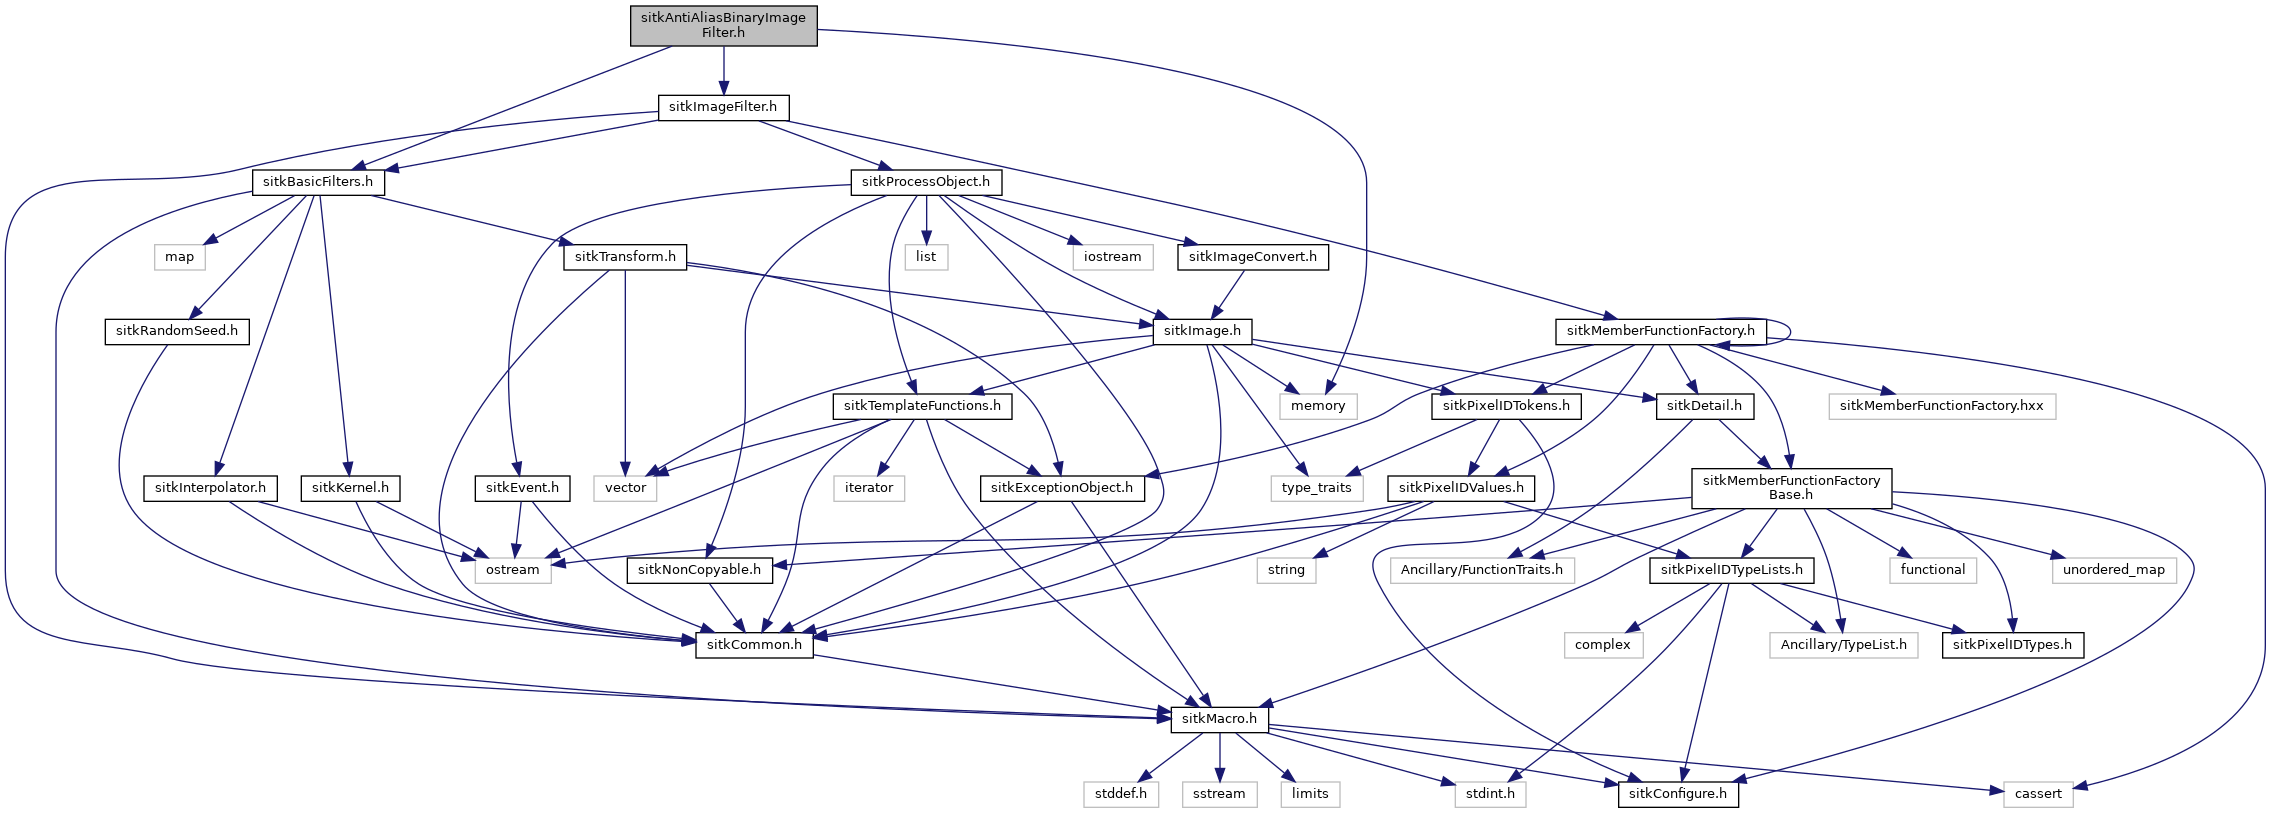 sitkAntiAliasBinaryImage
Filter.h
sitkImageFilter.h
sitkBasicFilters.h
sitkProcessObject.h
map
sitkTransform.h
list
iostream
sitkImageConvert.h
sitkRandomSeed.h
sitkImage.h
sitkMemberFunctionFactory.h
sitkTemplateFunctions.h
memory
sitkPixelIDTokens.h
sitkDetail.h
sitkMemberFunctionFactory.hxx
sitkInterpolator.h
sitkKernel.h
sitkEvent.h
vector
iterator
sitkExceptionObject.h
type_traits
sitkPixelIDValues.h
sitkMemberFunctionFactory
Base.h
ostream
sitkNonCopyable.h
string
Ancillary/FunctionTraits.h
sitkPixelIDTypeLists.h
functional
unordered_map
sitkCommon.h
complex
Ancillary/TypeList.h
sitkPixelIDTypes.h
sitkMacro.h
stddef.h
sstream
limits
stdint.h
sitkConfigure.h
cassert